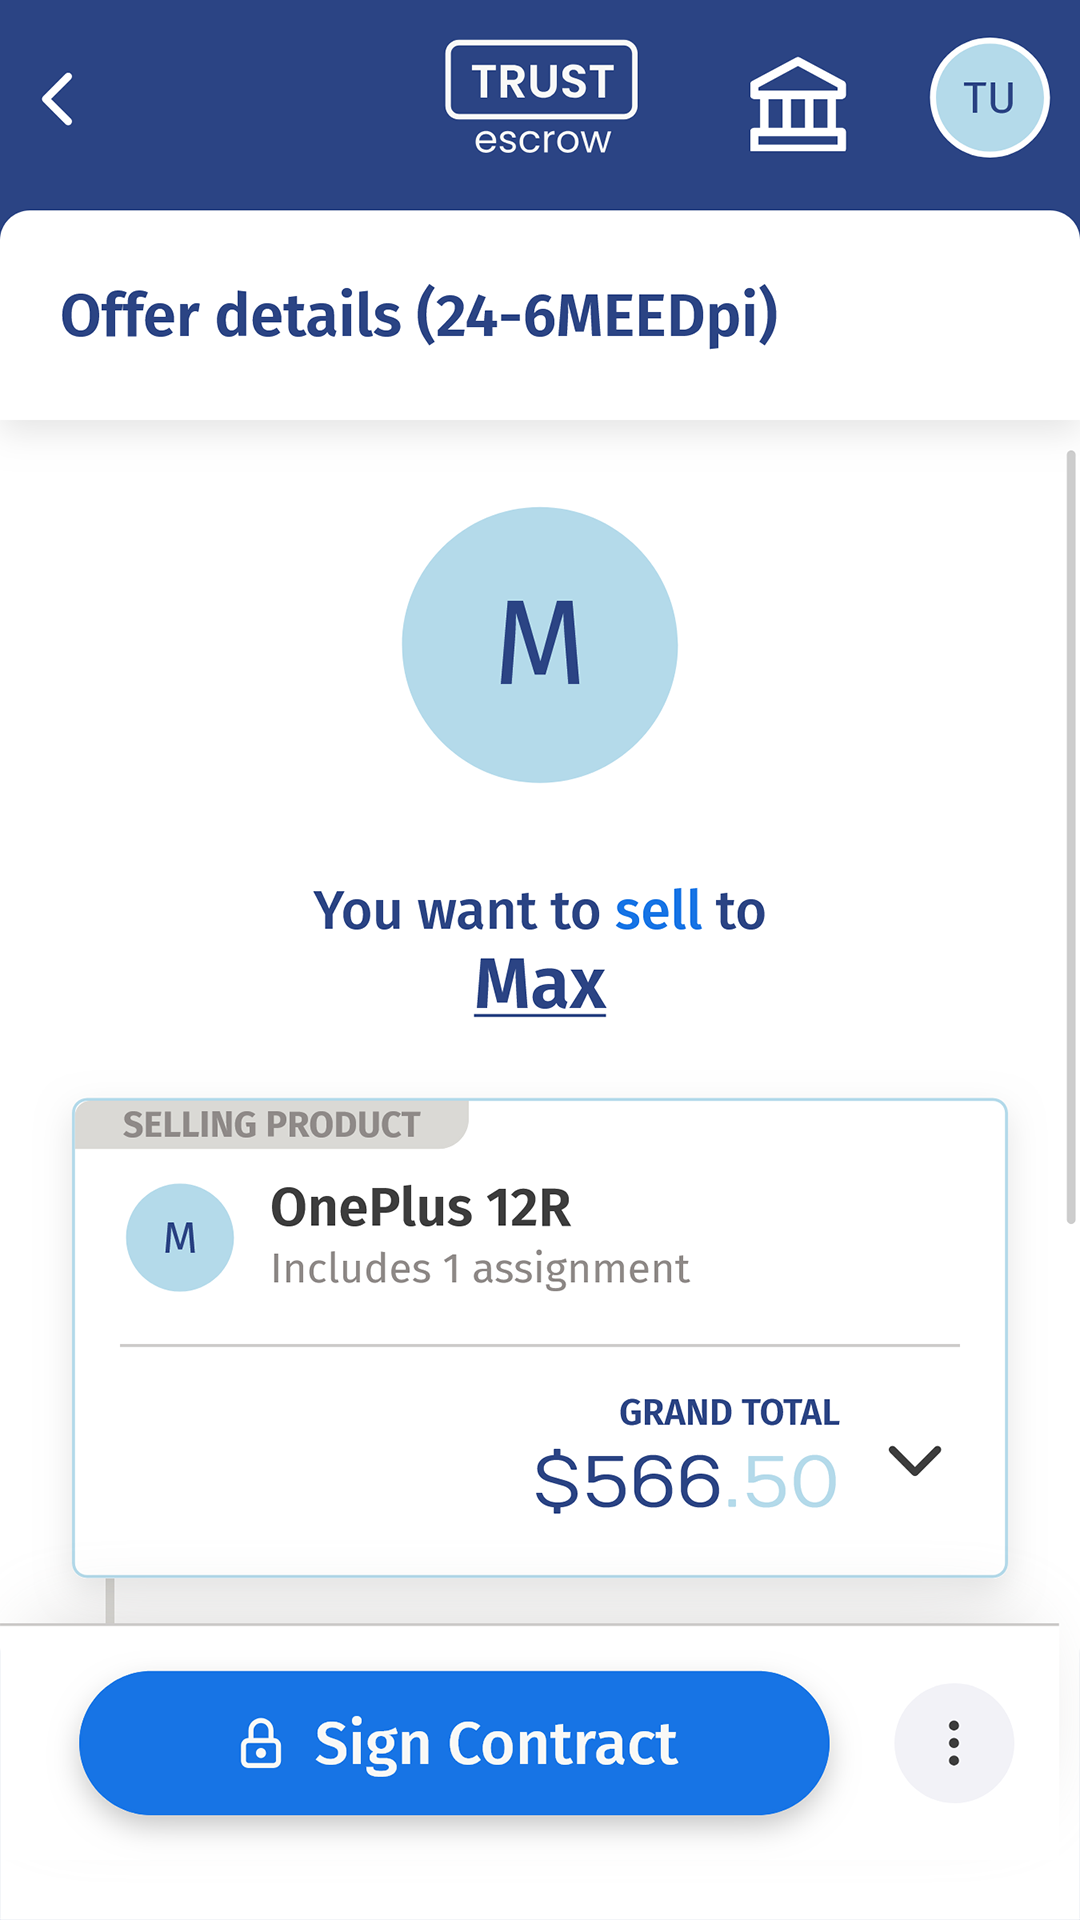 TRUST
escrow
TU
Offer details (24-6MEEDpi)
M
You want to sell to
Max
SELLING PRODUCT
M
OnePlus 12R
Includes 1 assignment
GRAND TOTAL
$566.50
Sign Contract